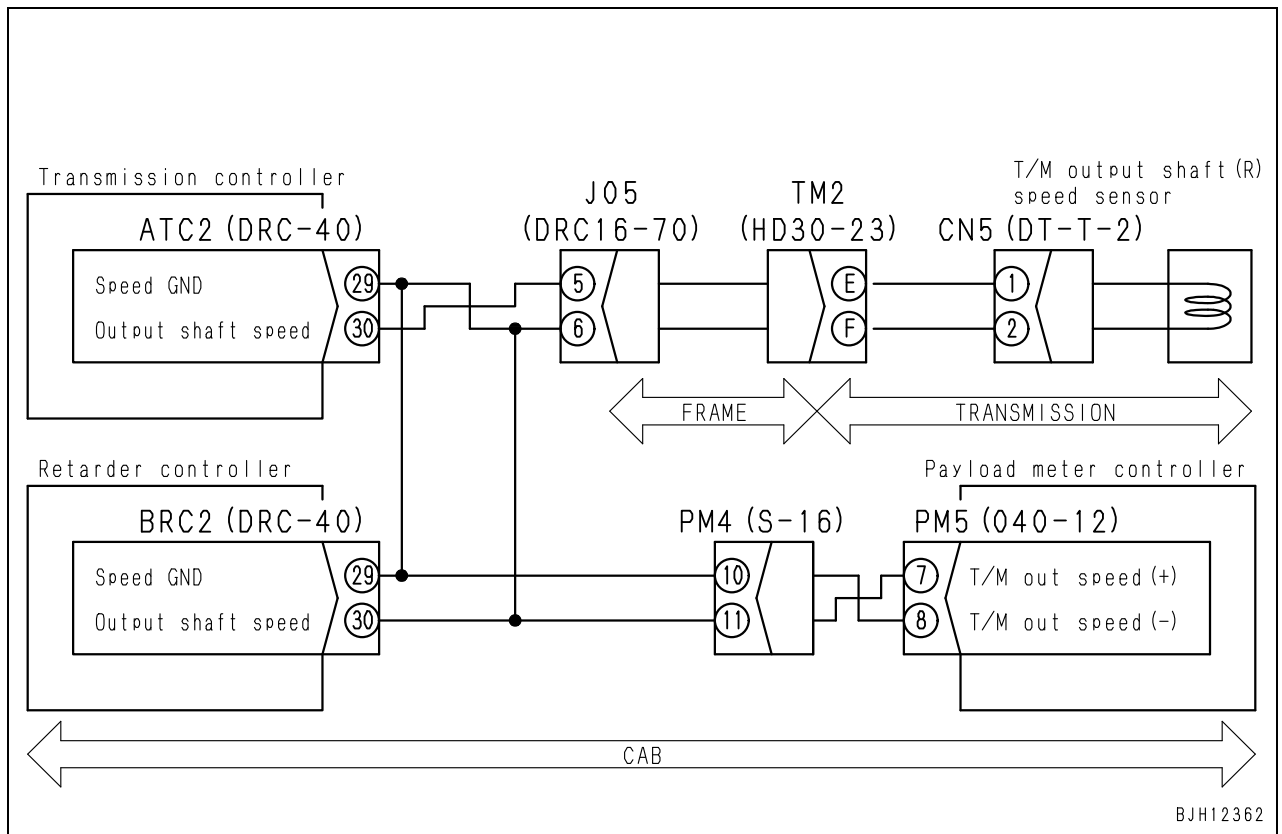 Transmission controller
ATC2 (DRC-40)
Speed GND
29
Output shaft speed
30
J05
(DRC16-70)
5
6
TM2
(HD30-23)
E
F
T/M output shaft (R)
speed sensor
CN5 (DT-T-2)
1
2
FRAME
TRANSMISSION
Retarder controller
BRC2 (DRC-40)
Speed GND
29
Output shaft speed
30
PM4 (S-16)
10
11
Payload meter controller
PM5 (040-12)
7
T/M out speed (+)
8
T/M out speed (-)
CAB
BJH12362